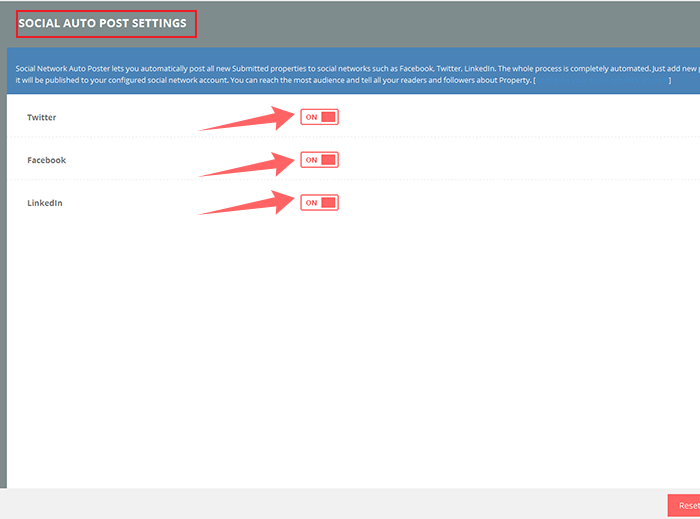 SOCIAL AUTO POST SETTINGS
Social Network Auto Poster lets you automatically post all new Submitted properties to social networks such as Facebook, Twitter, LinkedIn. The whole process is completely automated. Just add new
it will be published to your configured social network account. You can reach the most audience and tell all your readers and followers about Property. [ ]
Twitter
ON
Facebook
ON
LinkedIn
ON
Reset